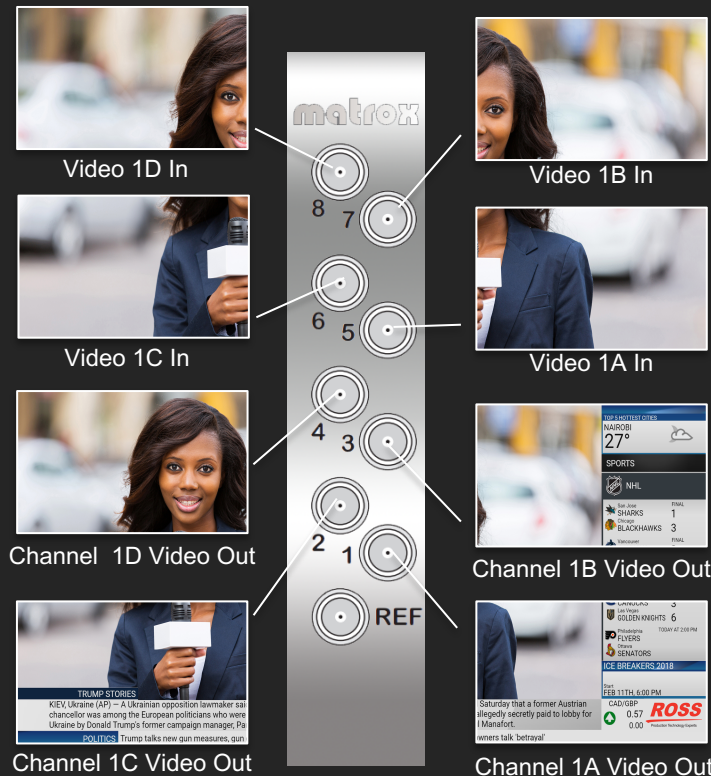 matrox
Video 1D In
Video 1B In
8
7
Video 1C In
Video 1A In
6
5
TOP 5 HOTTEST CITIES
NAIROBI
27°
SPORTS
NHL
San Jose
SHARKS
FINAL
1
Chicago
BLACKHAWKS
3
Vancouver
FINAL
4
3
Channel 1D Video Out
Channel 1B Video Out
2
1
REF
TRUMP STORIES
KIEV, Ukraine (AP) — A Ukrainian opposition lawmaker sai
chancellor was among the European politicians who were
Ukraine by Donald Trump's former campaign manager, Pa
POLITICS Trump talks new gun measures, gun
CANUCKS 3
Las Vegas
GOLDEN KNIGHTS 6
Philadelphia
FLYERS
TODAY AT 2:00 PM
Ottawa
SENATORS
ICE BREAKERS 2018
Start
FEB 11TH, 6:00 PM
Saturday that a former Austrian
allegedly secretly paid to lobby for
l Manafort.
wners talk 'betrayal'
CAD/GBP
0.57
0.00
ROSS
Production Technology Experts
Channel 1C Video Out
Channel 1A Video Out